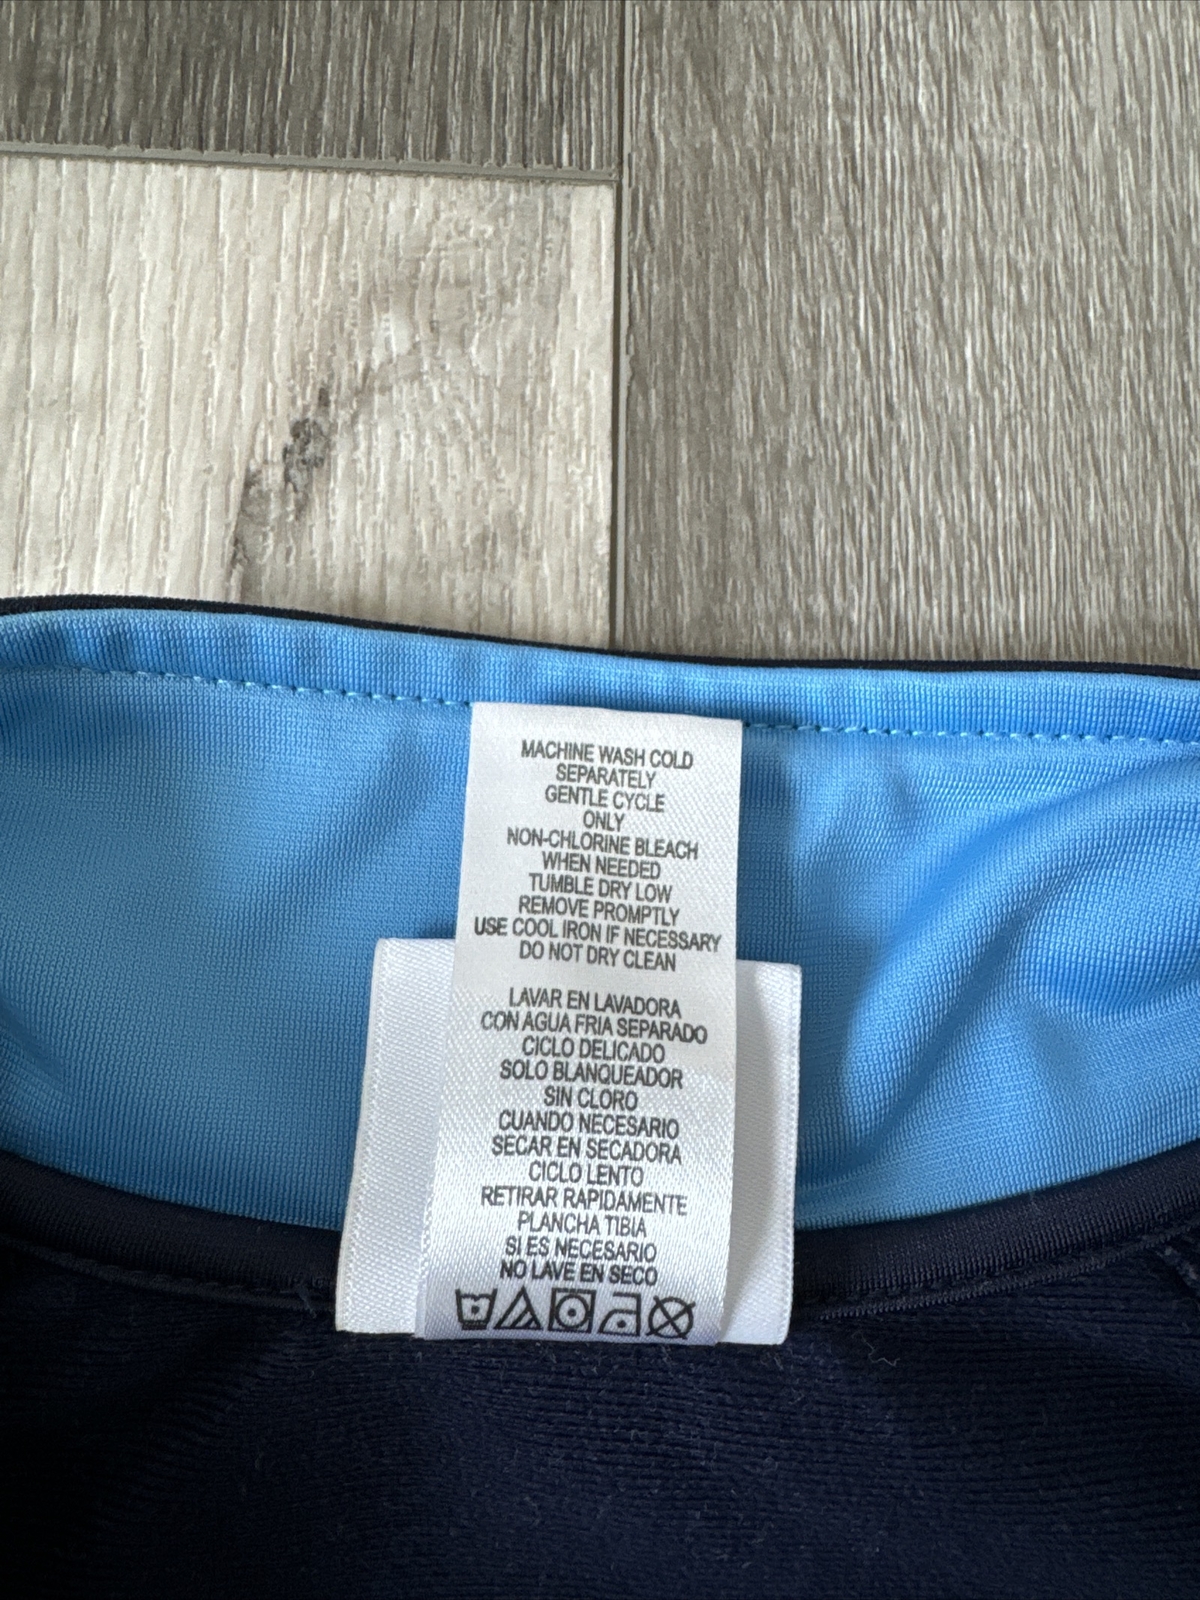 MACHINE WASH COLD
SEPARATELY
GENTLE CYCLE
ONLY
NON-CHLORINE BLEACH
WHEN NEEDED
TUMBLE DRY LOW
REMOVE PROMPTLY
USE COOL IRON IF NECESSARY
DO NOT DRY CLEAN
LAVAR EN LAVADORA
CON AGUA FRIA SEPARADO
CICLO DELICADO
SOLO BLANQUEADOR
SIN CLORO
CUANDO NECESARIO
SECAR EN SECADORA
CICLO LENTO
RETIRAR RAPIDAMENTE
PLANCHA TIBIA
SI ES NECESARIO
NO LAVE EN SECO